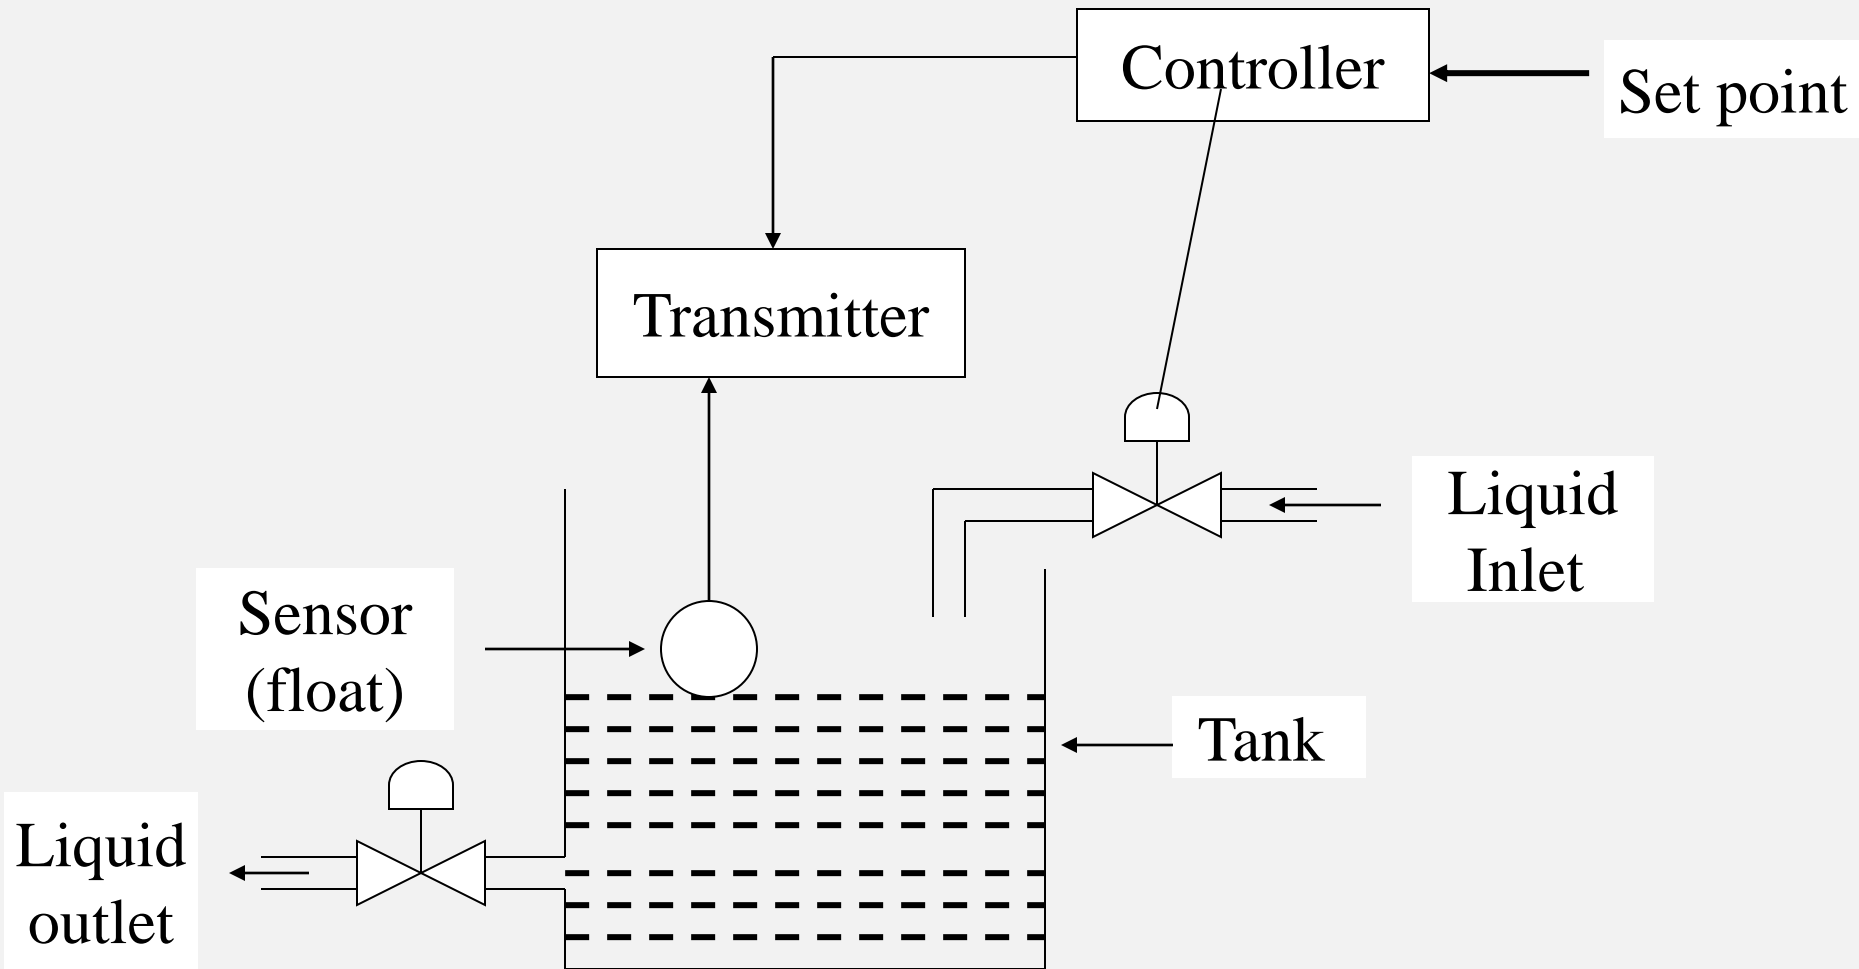 Controller
Set point
Transmitter
Liquid
Inlet
Sensor
(float)
Tank
Liquid
outlet